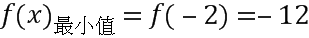 f(x)最小值 = f( − 2) =− 12